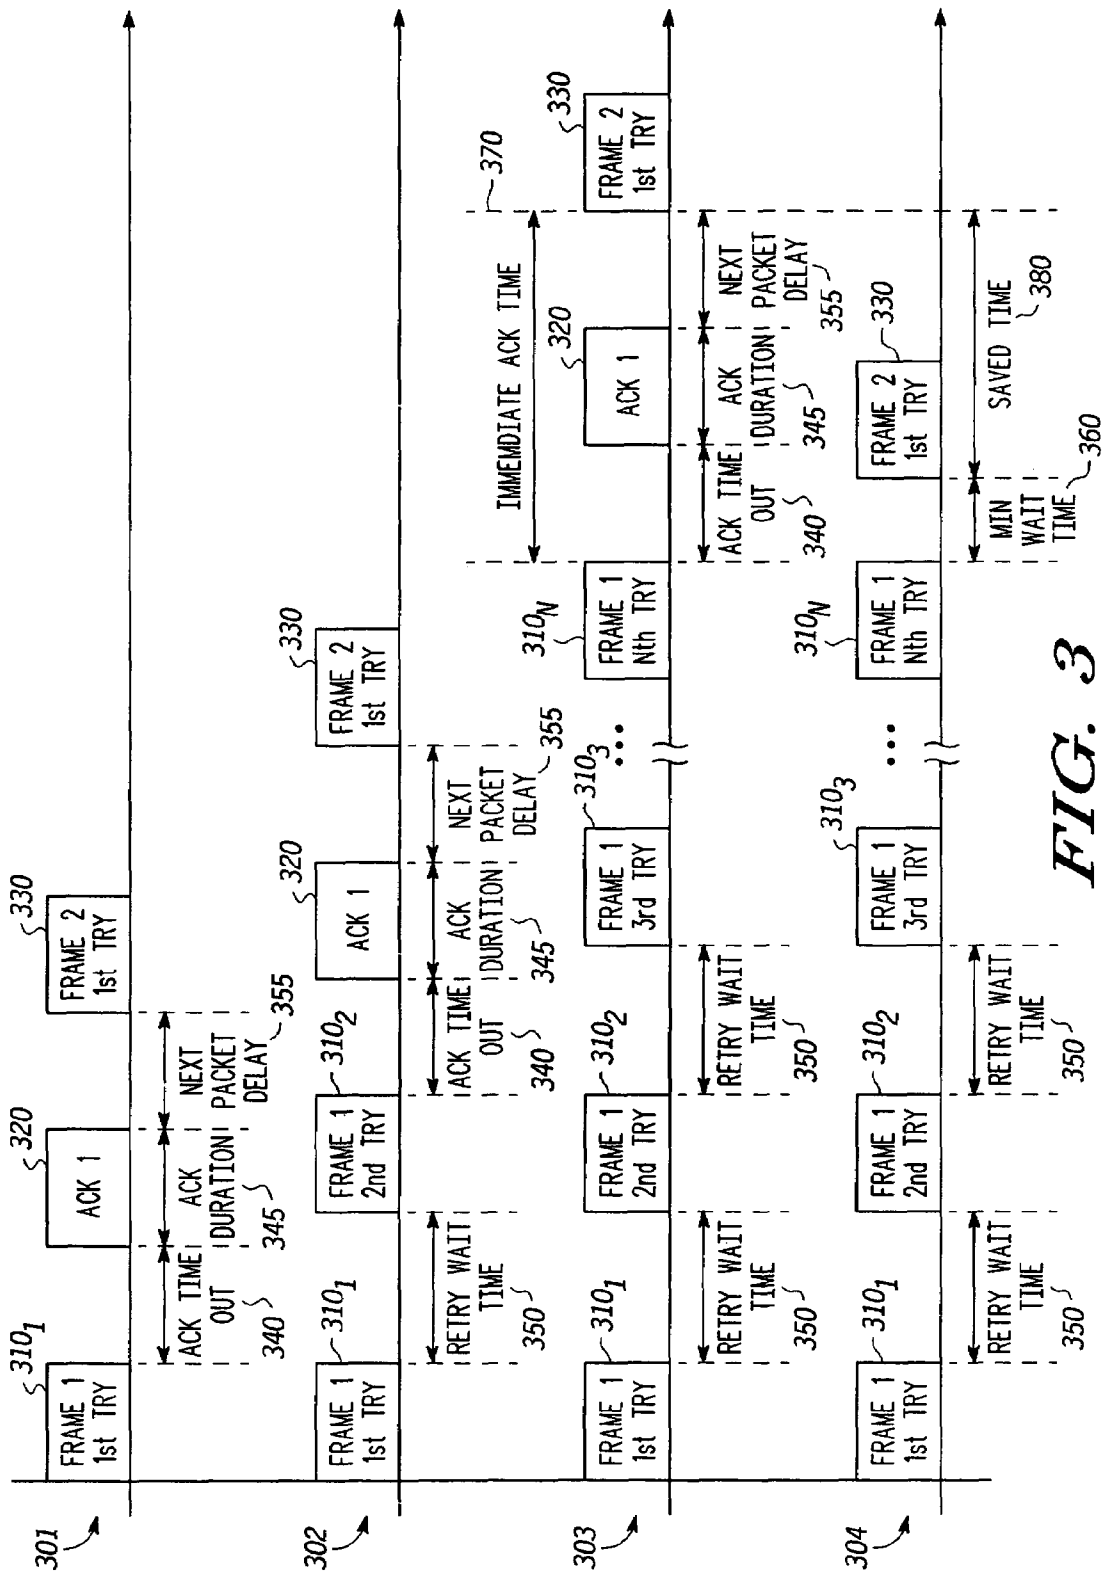 301
FRAME 1
1st TRY
310₁
ACK TIME
OUT
340
ACK 1
320
ACK
DURATION
345
NEXT
PACKET
DELAY
355
FRAME 2
1st TRY
330
302
FRAME 1
1st TRY
310₁
RETRY WAIT
TIME
350
FRAME 1
2nd TRY
310₂
ACK TIME
OUT
340
ACK 1
320
ACK
DURATION
345
NEXT
PACKET
DELAY
355
FRAME 2
1st TRY
330
303
FRAME 1
1st TRY
310₁
RETRY WAIT
TIME
350
FRAME 1
2nd TRY
310₂
RETRY WAIT
TIME
350
FRAME 1
3rd TRY
310₃
•••
FRAME 1
Nth TRY
310N
IMMEMDIATE ACK TIME
370
ACK TIME
OUT
340
ACK 1
320
ACK
DURATION
345
NEXT
PACKET
DELAY
355
FRAME 2
1st TRY
330
304
FRAME 1
1st TRY
310₁
RETRY WAIT
TIME
350
FRAME 1
2nd TRY
310₂
RETRY WAIT
TIME
350
FRAME 1
3rd TRY
310₃
•••
FRAME 1
Nth TRY
310N
MIN
WAIT
TIME
360
FRAME 2
1st TRY
330
SAVED TIME
380
FIG. 3